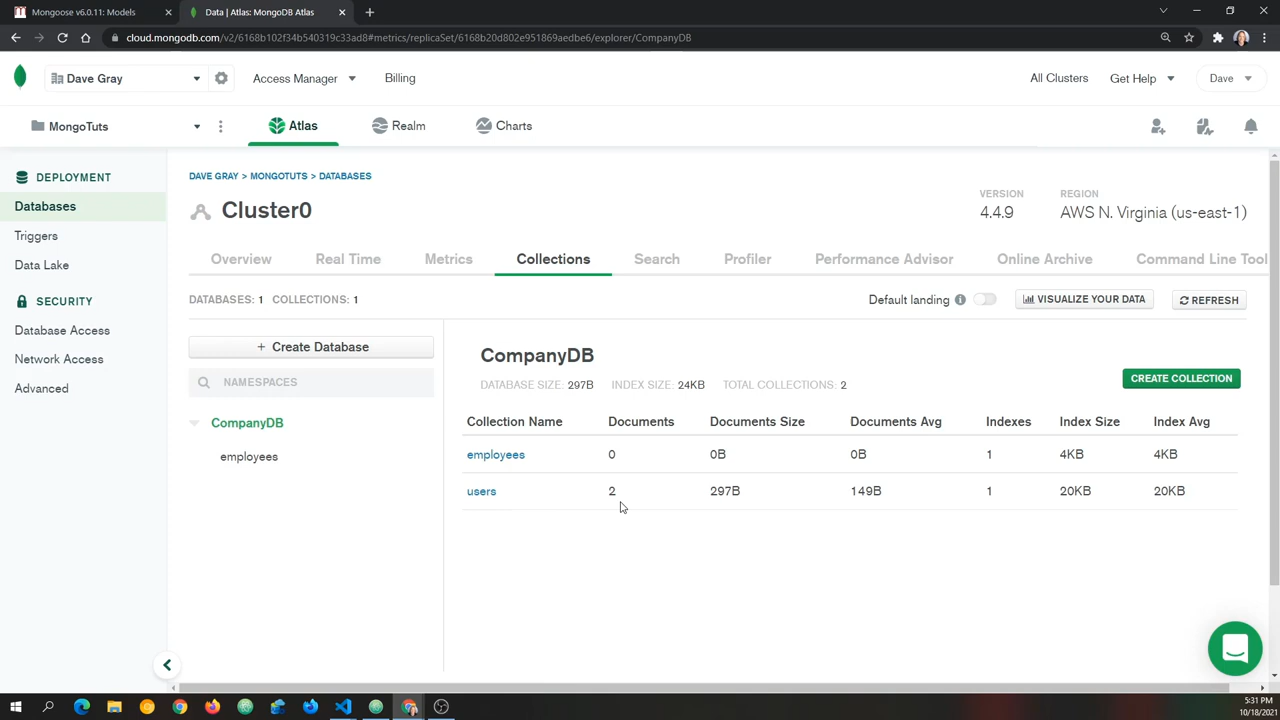 Mongoose v6.0.11: Models
Data | Atlas: MongoDB Atlas
cloud.mongodb.com/v2/6168b102f34b540319c33ad8#metrics/replicaSet/6168b20d802e951869aedbe6/explorer/CompanyDB
Dave Gray
Access Manager
Billing
All Clusters
Get Help
Dave
MongoTuts
Atlas
Realm
Charts
DEPLOYMENT
Databases
Triggers
Data Lake
SECURITY
Database Access
Network Access
Advanced
DAVE GRAY > MONGOTUTS > DATABASES
Cluster0
VERSION
4.4.9
REGION
AWS N. Virginia (us-east-1)
Overview Real Time Metrics Collections Search Profiler Performance Advisor Online Archive Command Line Tool
DATABASES: 1 COLLECTIONS: 1
Default landing
VISUALIZE YOUR DATA
REFRESH
+ Create Database
NAMESPACES
CompanyDB
employees
CompanyDB
DATABASE SIZE: 297B INDEX SIZE: 24KB TOTAL COLLECTIONS: 2
CREATE COLLECTION
Collection Name Documents Documents Size Documents Avg Indexes Index Size Index Avg
employees 0 0B 0B 1 4KB 4KB
users 2 297B 149B 1 20KB 20KB
5:31 PM
10/18/2021